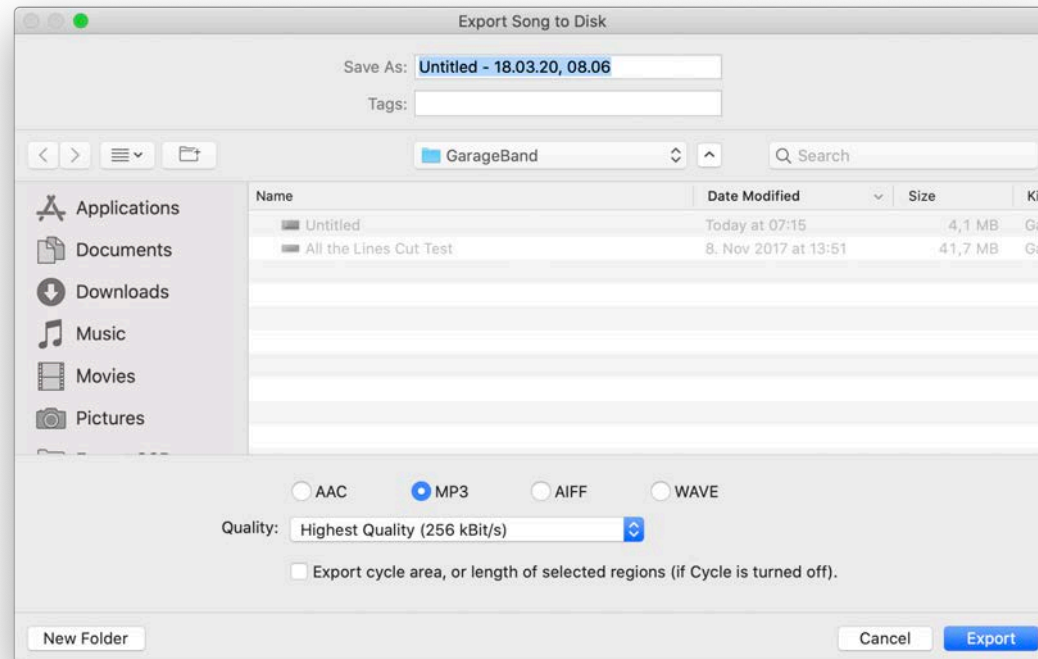 Export Song to Disk
Save As: Untitled - 18.03.20, 08.06
Tags:
GarageBand Search
Applications
Documents
Downloads
Music
Movies
Pictures
Name Date Modified Size
Untitled Today at 07:15 4,1 MB
All the Lines Cut Test 8. Nov 2017 at 13:51 41,7 MB
AAC MP3 AIFF WAVE
Quality: Highest Quality (256 kBit/s)
Export cycle area, or length of selected regions (if Cycle is turned off).
New Folder Cancel Export